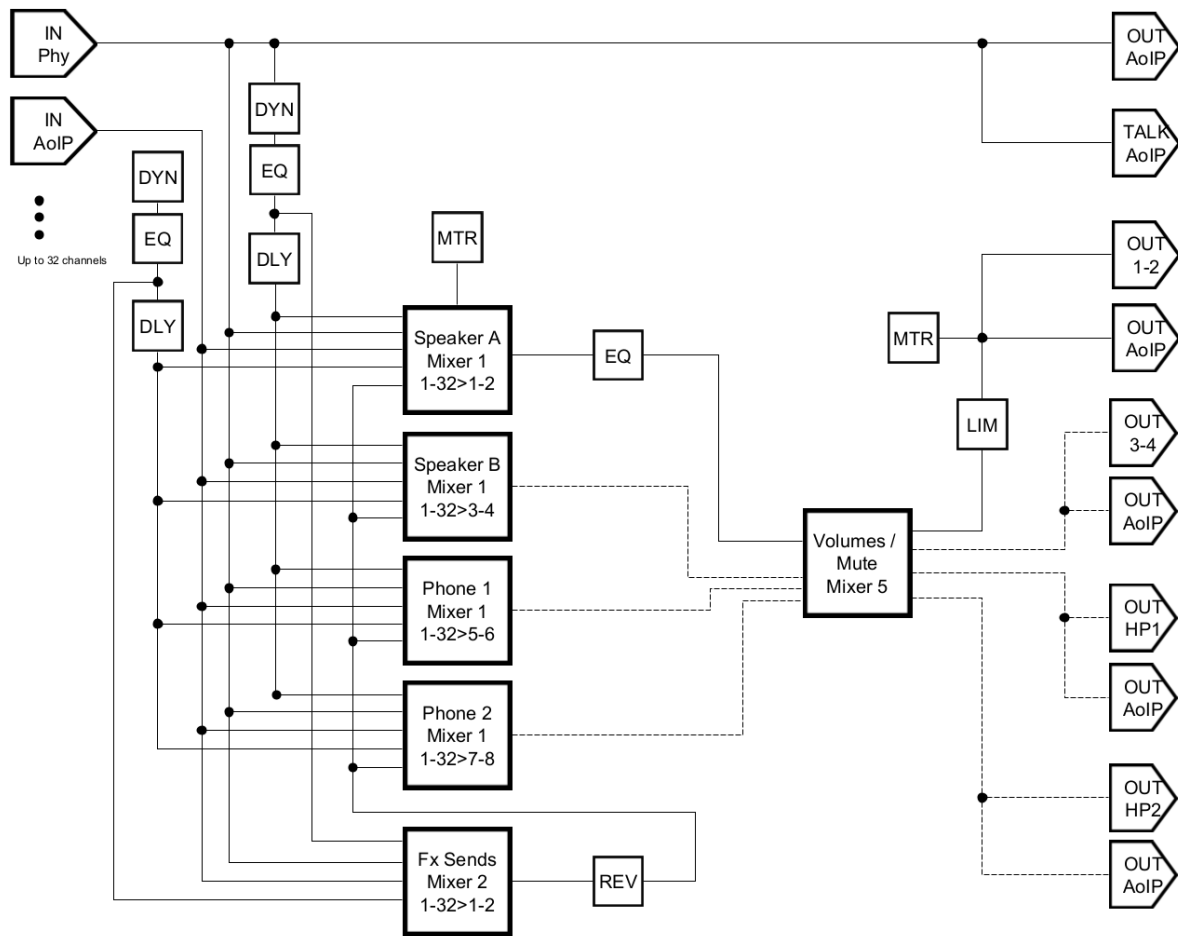 IN
Phy
OUT
AoIP
IN
AoIP
DYN
TALK
AoIP
DYN
EQ
EQ
DLY
MTR
OUT
1-2
Up to 32 channels
DLY
Speaker A
Mixer 1
1-32>1-2
EQ
MTR
OUT
AoIP
LIM
OUT
3-4
Speaker B
Mixer 1
1-32>3-4
OUT
AoIP
Volumes /
Mute
Mixer 5
Phone 1
Mixer 1
1-32>5-6
OUT
HP1
OUT
AoIP
Phone 2
Mixer 1
1-32>7-8
OUT
HP2
Fx Sends
Mixer 2
1-32>1-2
REV
OUT
AoIP